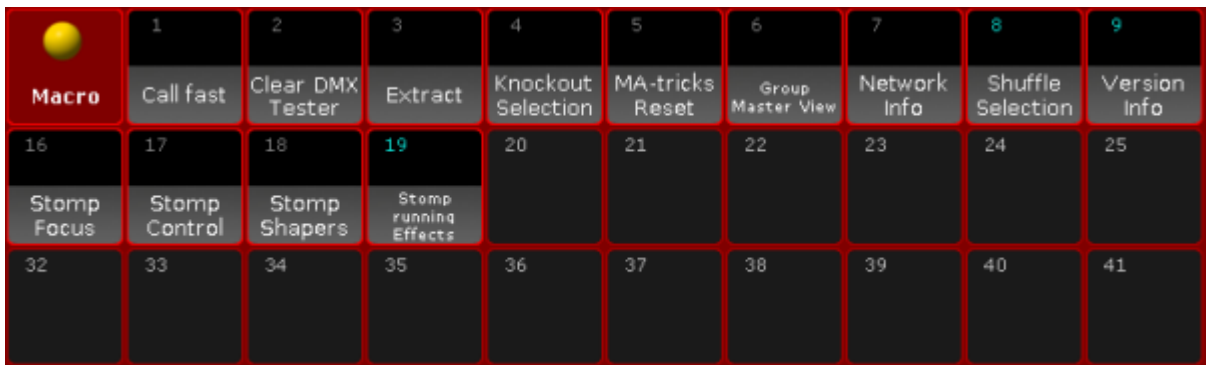 1 2 3 4 5 6 7 8 9
Macro Call fast Clear DMX Tester Extract Knockout Selection MA-tricks Reset Group Master View Network Info Shuffle Selection Version Info
16 17 18 19 20 21 22 23 24 25
Stomp Focus Stomp Control Stomp Shapers Stomp running Effects
32 33 34 35 36 37 38 39 40 41